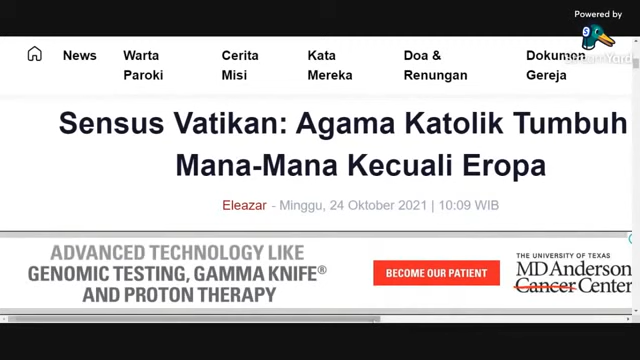 Powered by
StreamYard
News
Warta
Paroki
Cerita
Misi
Kata
Mereka
Doa &
Renungan
Dokumen
Gereja
Sensus Vatikan: Agama Katolik Tumbuh
Mana-Mana Kecuali Eropa
Eleazar - Minggu, 24 Oktober 2021 | 10:09 WIB
ADVANCED TECHNOLOGY LIKE
GENOMIC TESTING, GAMMA KNIFE®
AND PROTON THERAPY
BECOME OUR PATIENT
THE UNIVERSITY OF TEXAS
MD Anderson
Cancer Center